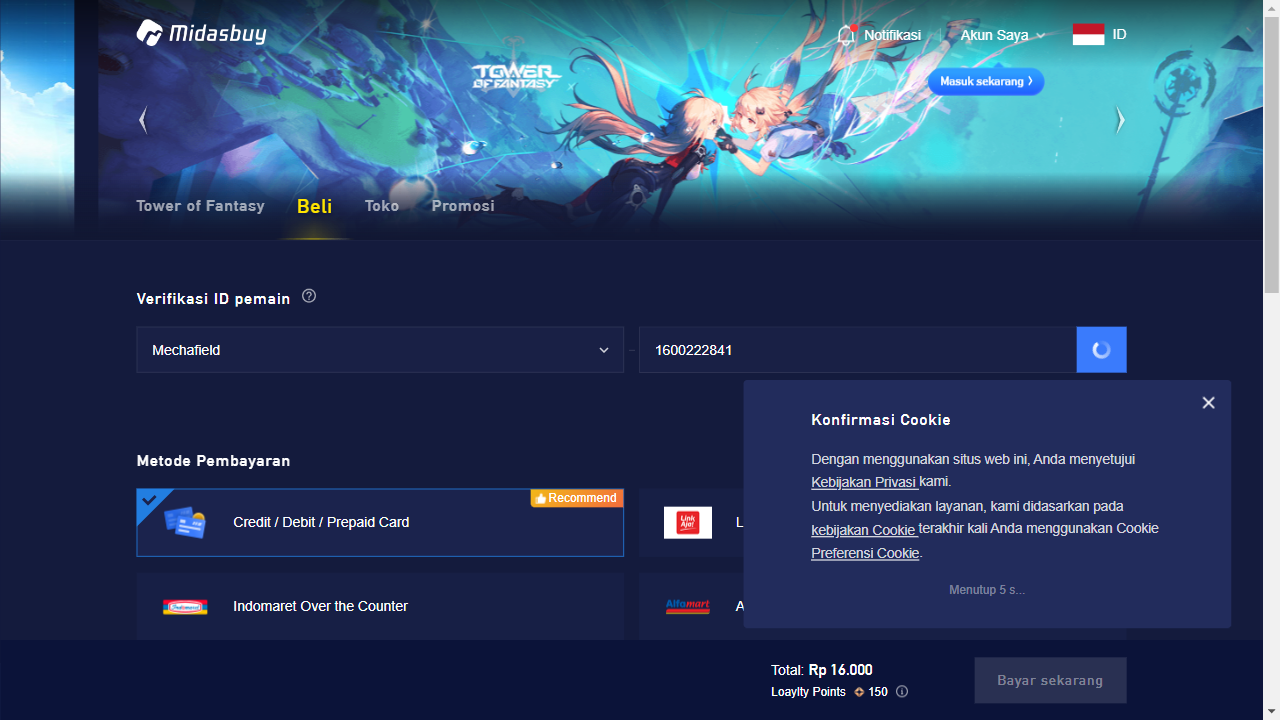 Midasbuy
Notifikasi
Akun Saya
ID
TOWER
OF FANTASY
Masuk sekarang
Tower of Fantasy
Beli
Toko
Promosi
Verifikasi ID pemain
Mechafield
-
1600222841
Konfirmasi Cookie
Dengan menggunakan situs web ini, Anda menyetujui
Kebijakan Privasi kami.
Untuk menyediakan layanan, kami didasarkan pada
kebijakan Cookie terakhir kali Anda menggunakan Cookie
Preferensi Cookie.
Menutup 5 s...
Metode Pembayaran
Recommend
Credit / Debit / Prepaid Card
Link
Aja!
L
Indomaret
Indomaret Over the Counter
Alfamart
A
Total: Rp 16.000
Loaylty Points 150
Bayar sekarang